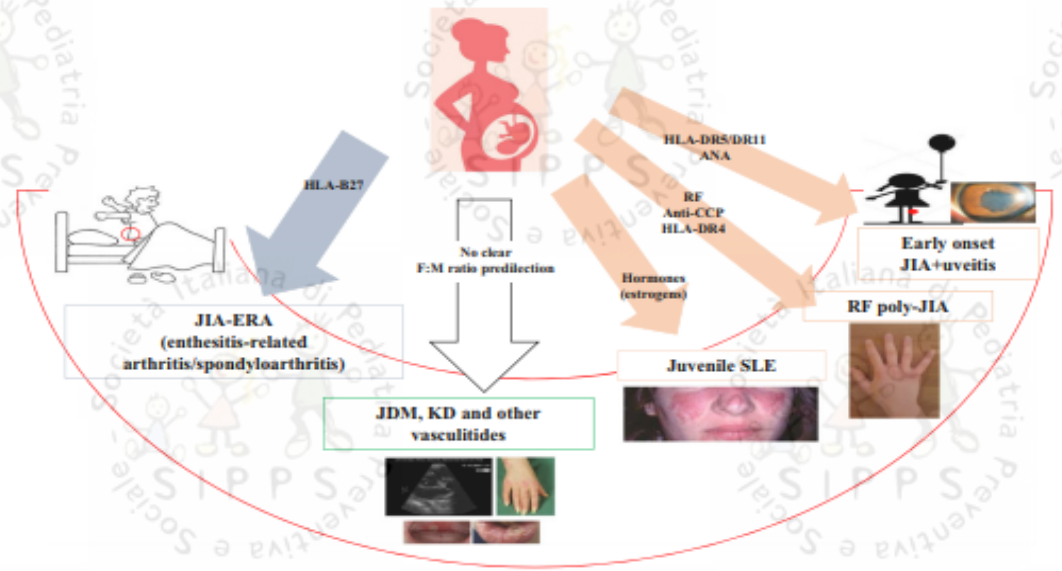 HLA-DR5/DR11
ANA
HLA-B27
RF
Anti-CCP
HLA-DR4
No clear
F:M ratio predilection
Hormones
(estrogens)
Early onset
JIA+uveitis
RF poly-JIA
JIA-ERA
(enthesitis-related
arthritis/spondyloarthritis)
Juvenile SLE
JDM, KD and other
vasculitides
Società Italiana di Pediatria Preventiva e Sociale
SIPPS